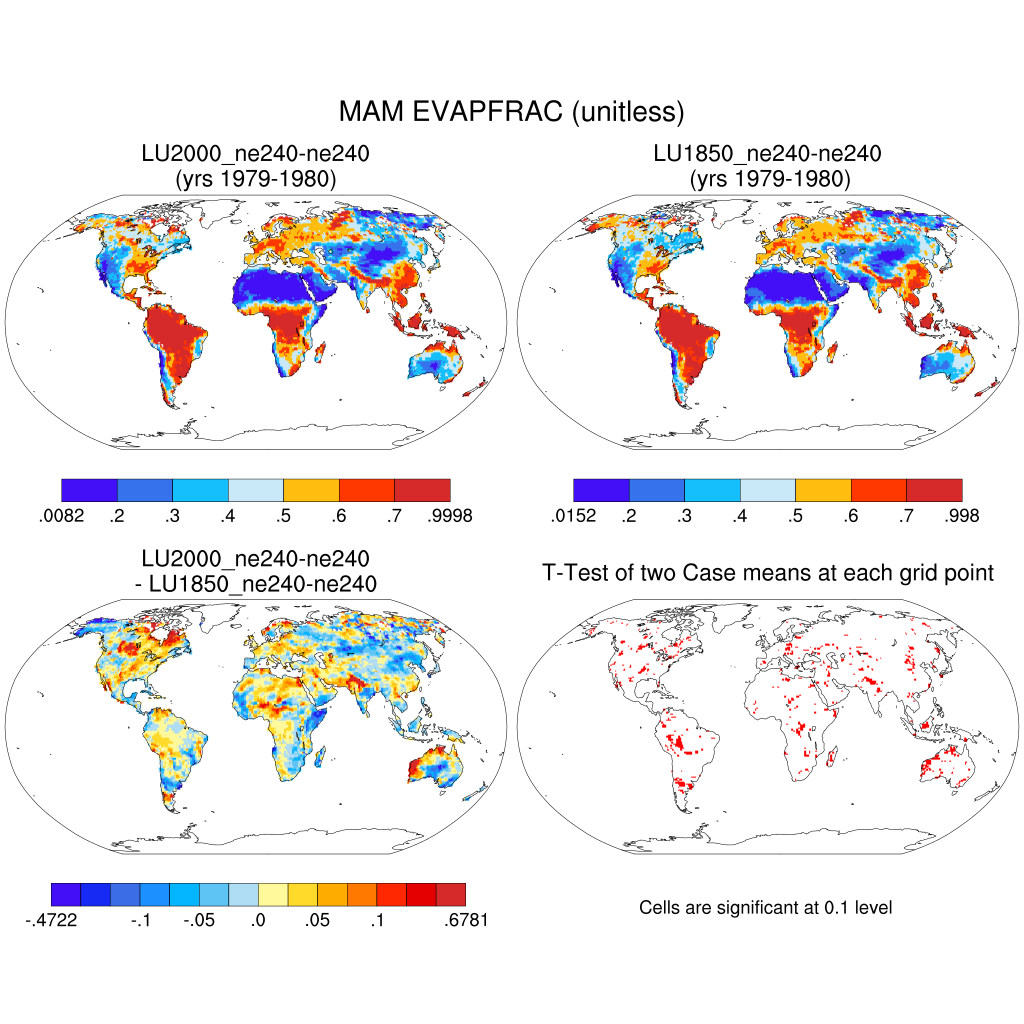 MAM EVAPFRAC (unitless)
LU2000_ne240-ne240
(yrs 1979-1980)
LU1850_ne240-ne240
(yrs 1979-1980)
.0082 .2 .3 .4 .5 .6 .7 .9998
.0152 .2 .3 .4 .5 .6 .7 .998
LU2000_ne240-ne240
- LU1850_ne240-ne240
T-Test of two Case means at each grid point
-.4722 -.1 -.05 .0 .05 .1 .6781
Cells are significant at 0.1 level